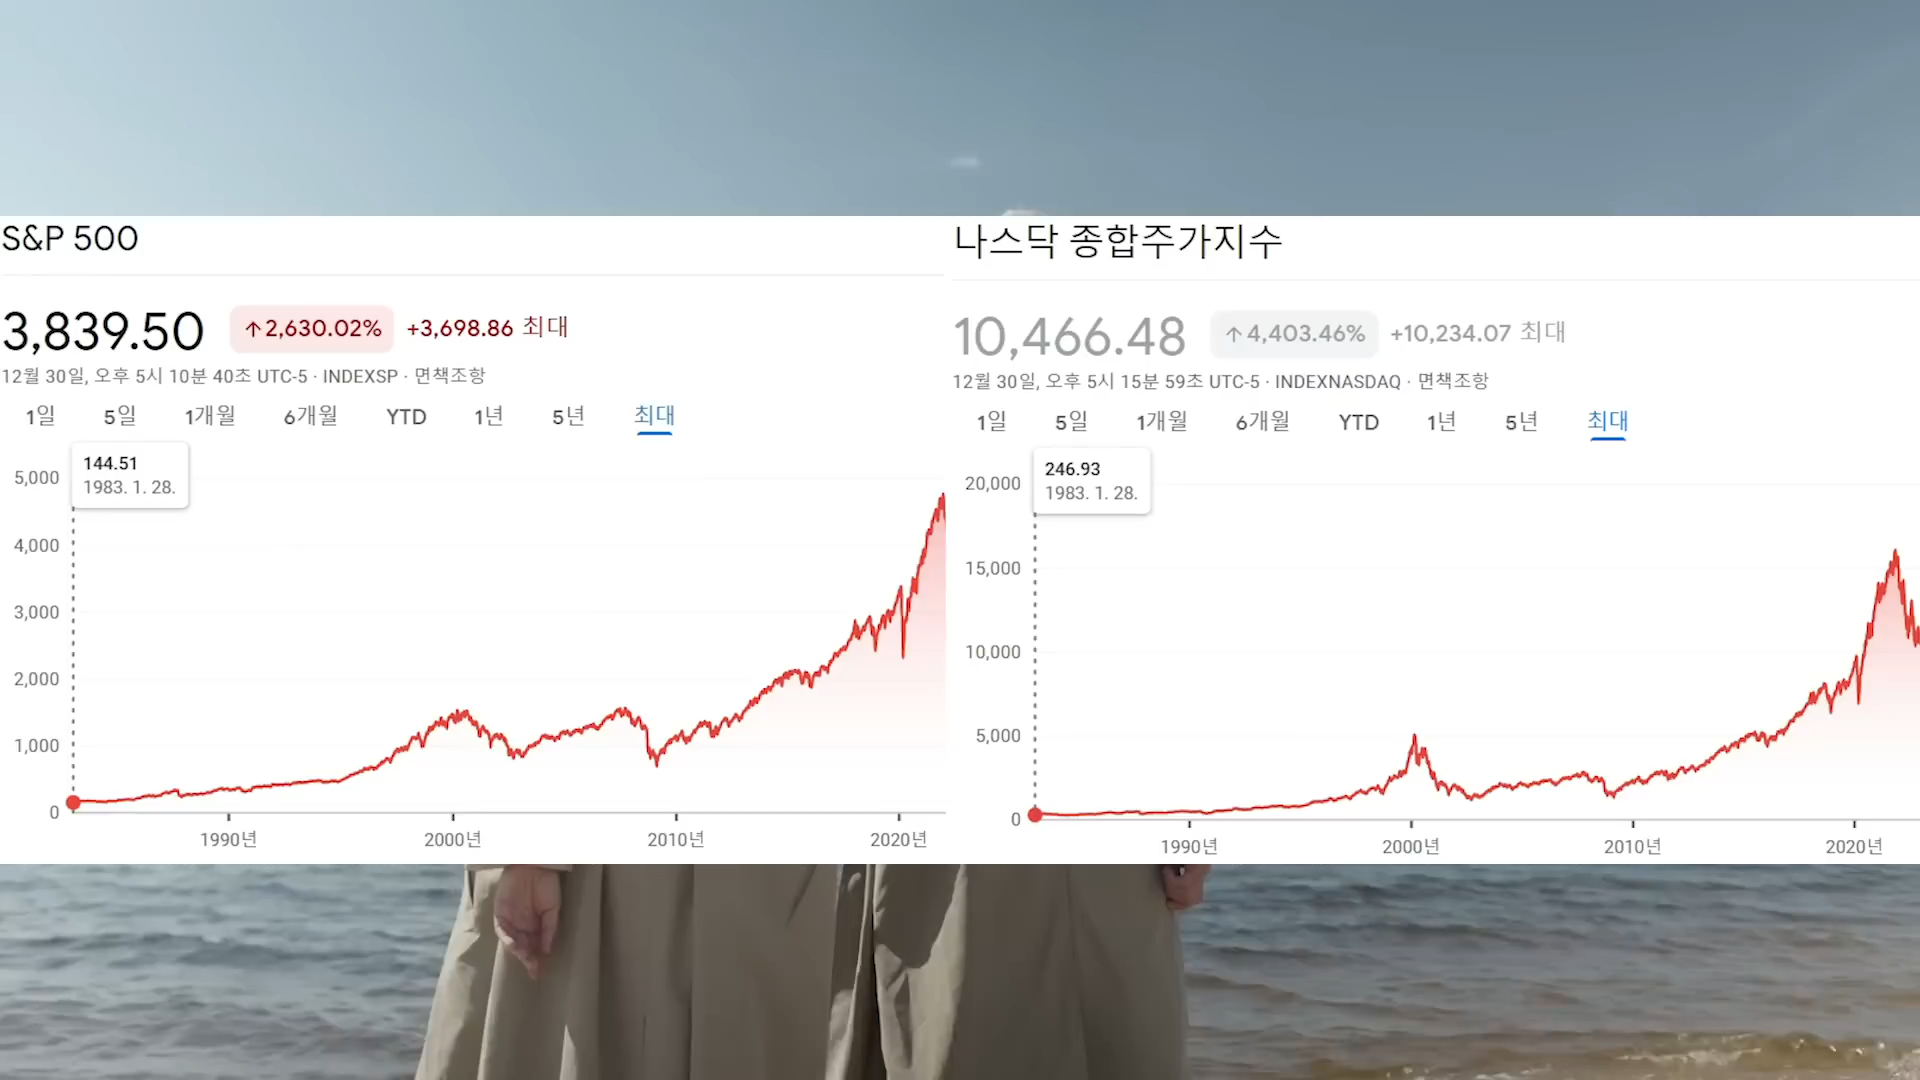 S&P 500
3,839.50 ↑2,630.02% +3,698.86 최대
12월 30일, 오후 5시 10분 40초 UTC-5 · INDEXSP · 면책조항
1일 5일 1개월 6개월 YTD 1년 5년 최대
144.51
1983. 1. 28.
5,000
4,000
3,000
2,000
1,000
0
1990년 2000년 2010년 2020년
나스닥 종합주가지수
10,466.48 ↑4,403.46% +10,234.07 최대
12월 30일, 오후 5시 15분 59초 UTC-5 · INDEXNASDAQ · 면책조항
1일 5일 1개월 6개월 YTD 1년 5년 최대
246.93
1983. 1. 28.
20,000
15,000
10,000
5,000
0
1990년 2000년 2010년 2020년